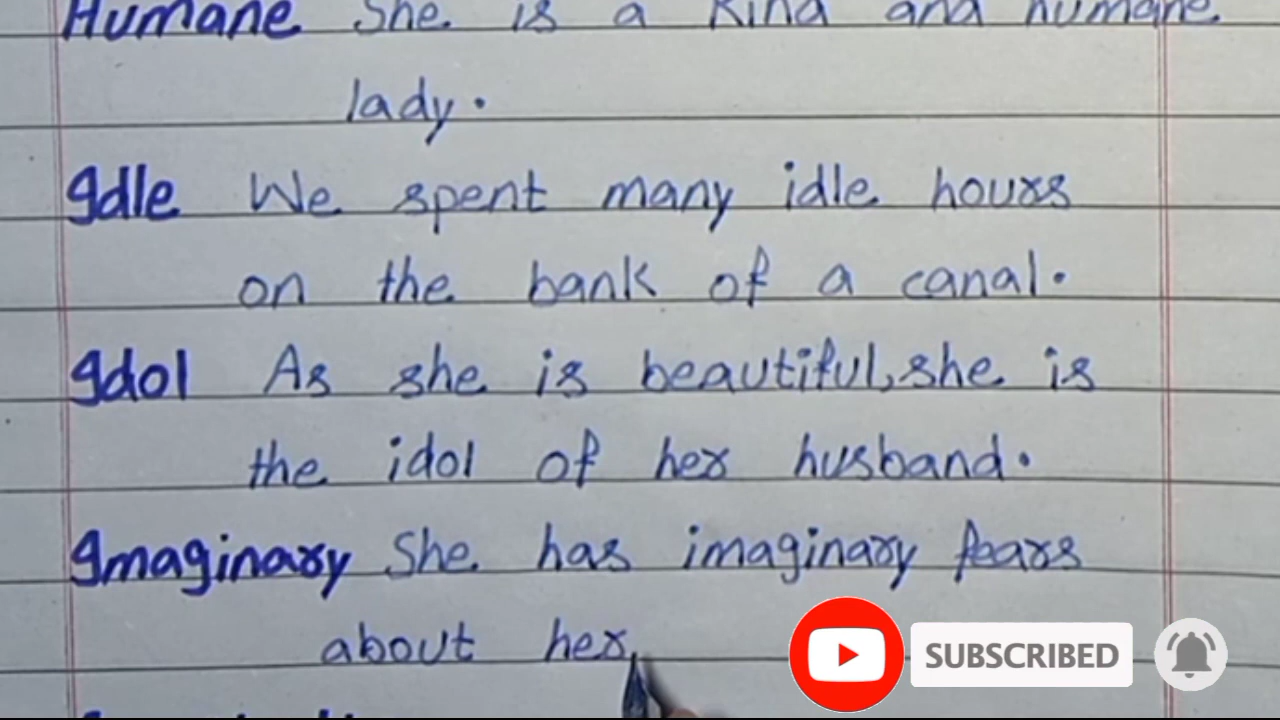 Humane She is a kind and humane
lady.
Idle We spent many idle hours
on the bank of a canal.
Idol As she is beautiful, she is
the idol of her husband.
Imaginary She has imaginary fears
about her
SUBSCRIBED